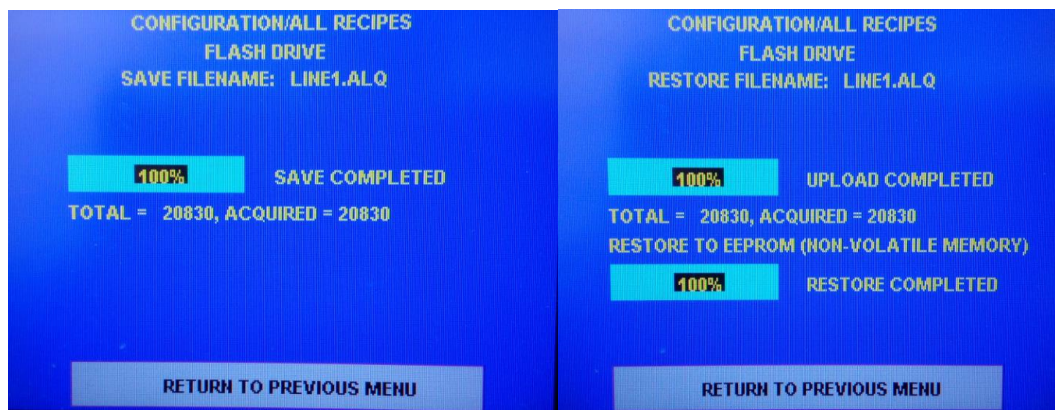 CONFIGURATION/ALL RECIPES
FLASH DRIVE
SAVE FILENAME: LINE1.ALQ
100% SAVE COMPLETED
TOTAL = 20830, ACQUIRED = 20830
RETURN TO PREVIOUS MENU
CONFIGURATION/ALL RECIPES
FLASH DRIVE
RESTORE FILENAME: LINE1.ALQ
100% UPLOAD COMPLETED
TOTAL = 20830, ACQUIRED = 20830
RESTORE TO EEPROM (NON-VOLATILE MEMORY)
100% RESTORE COMPLETED
RETURN TO PREVIOUS MENU